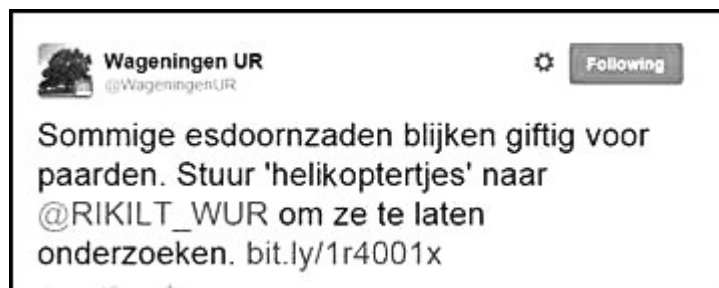 Wageningen UR
@WageningenUR
Following
Sommige esdoornzaden blijken giftig voor
paarden. Stuur 'helikoptertjes' naar
@RIKILT_WUR om ze te laten
onderzoeken. bit.ly/1r4001x